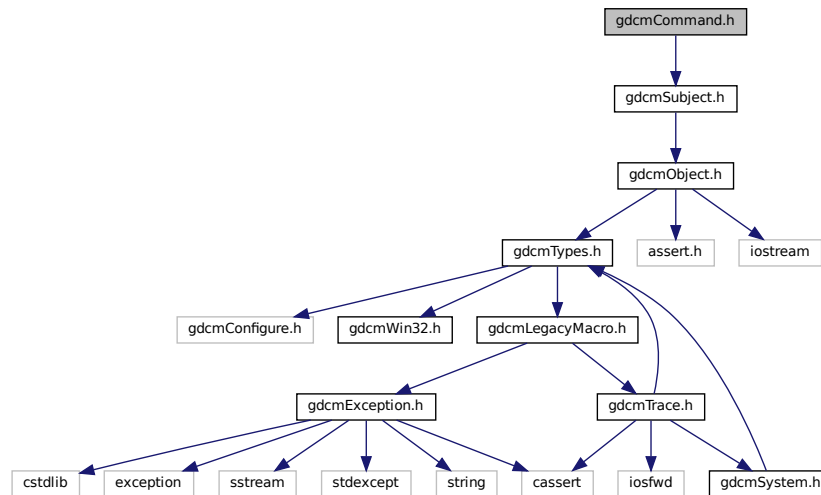 gdcmCommand.h
gdcmSubject.h
gdcmObject.h
gdcmTypes.h
assert.h
iostream
gdcmConfigure.h
gdcmWin32.h
gdcmLegacyMacro.h
gdcmException.h
gdcmTrace.h
cstdlib
exception
sstream
stdexcept
string
cassert
iosfwd
gdcmSystem.h